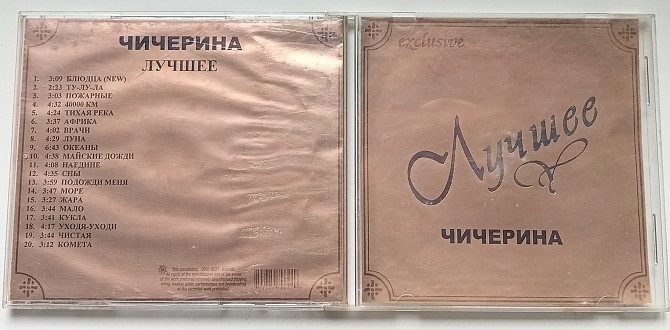 ЧИЧЕРИНА
ЛУЧШЕЕ
1. 3:09 БЛЮДЦА (NEW)
2. 2:23 ТУ-ЛУ-ЛА
3. 3:03 ПОЖАРНЫЕ
4. 4:32 40000 КМ
5. 4:24 ТИХАЯ РЕКА
6. 3:37 АФРИКА
7. 4:02 ВРАЧИ
8. 4:29 ЛУНА
9. 6:43 ОКЕАНЫ
10. 4:38 МАЙСКИЕ ДОЖДИ
11. 4:08 НАЕДИНЕ
12. 4:35 СНЫ
13. 3:59 ПОДОЖДИ МЕНЯ
14. 3:47 МОРЕ
15. 3:27 ЖАРА
16. 3:44 МАЛО
17. 3:41 КУКЛА
18. 4:17 УХОДЯ-УХОДИ
19. 3:44 ЧИСТАЯ
20. 3:12 КОМЕТА
exclusive
Лучшее
ЧИЧЕРИНА